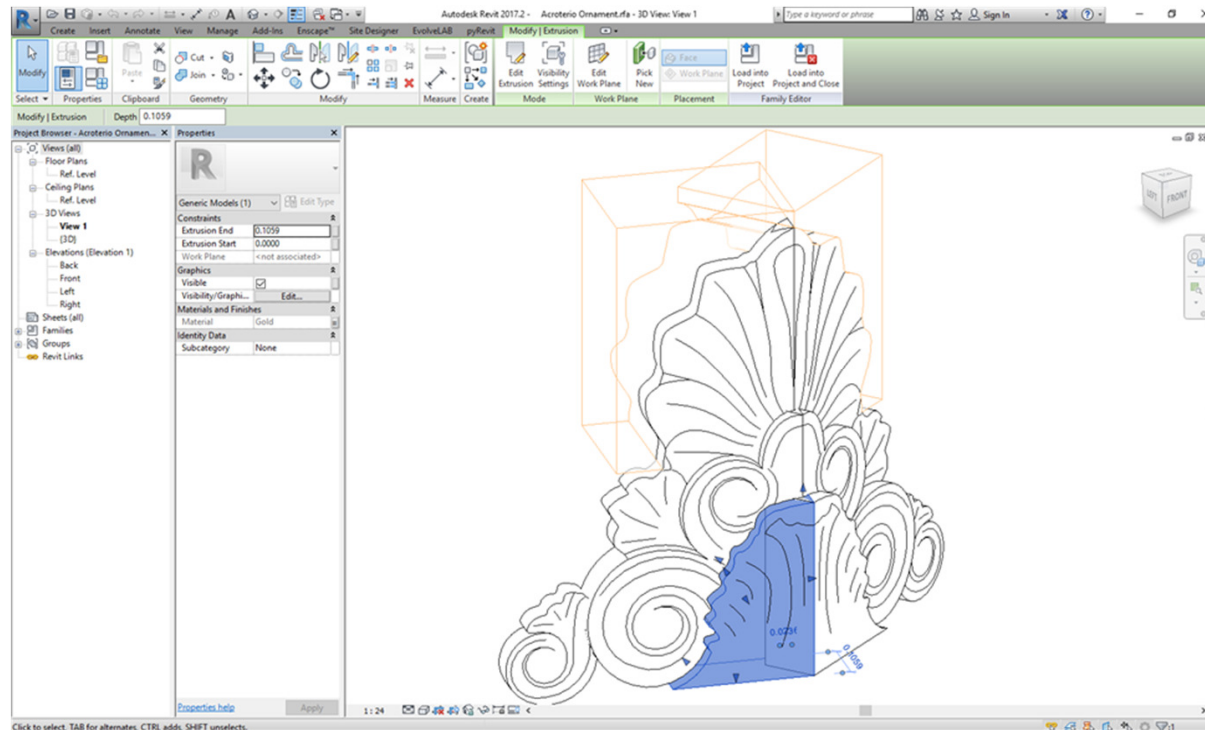 Autodesk Revit 2017.2 - Acroterio Ornament.rfa - 3D View: View 1
Type a keyword or phrase
Sign In
Create Insert Annotate View Manage Add-Ins Enscape™ Site Designer EvolveLAB pyRevit Modify | Extrusion
Modify
Paste
Cut
Join
Edit Extrusion
Visibility Settings
Edit Work Plane
Pick New
Face
Work Plane
Load into Project
Load into Project and Close
Select Properties Clipboard Geometry Modify Measure Create Mode Work Plane Placement Family Editor
Modify | Extrusion Depth 0.1059
Project Browser - Acroterio Ornamen...
Views (all)
Floor Plans
Ref. Level
Ceiling Plans
Ref. Level
3D Views
View 1
{3D}
Elevations (Elevation 1)
Back
Front
Left
Right
Sheets (all)
Families
Groups
Revit Links
Properties
R
Generic Models (1) Edit Type
Constraints
Extrusion End 0.1059
Extrusion Start 0.0000
Work Plane <not associated>
Graphics
Visible
Visibility/Graphi... Edit...
Materials and Finishes
Material Gold
Identity Data
Subcategory None
Properties help Apply
LEFT FRONT
0.1059
1 : 24
Click to select, TAB for alternates, CTRL adds, SHIFT unselects.
:1